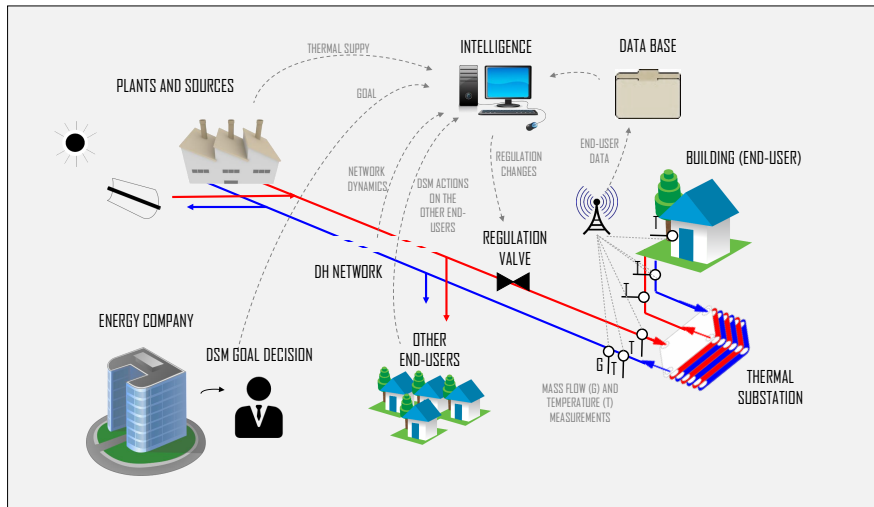 INTELLIGENCE
DATA BASE
THERMAL SUPPY
PLANTS AND SOURCES
GOAL
END-USER
DATA
BUILDING (END-USER)
NETWORK
DYNAMICS
DSM ACTIONS
ON THE
OTHER END-
USERS
REGULATION
CHANGES
T
REGULATION
VALVE
DH NETWORK
T
T
ENERGY COMPANY
DSM GOAL DECISION
OTHER
END-USERS
T
G
T
THERMAL
SUBSTATION
MASS FLOW (G) AND
TEMPERATURE (T)
MEASUREMENTS